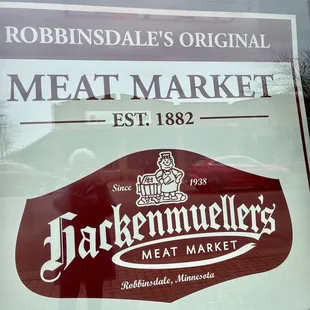 ROBBINSDALE'S ORIGINAL
MEAT MARKET
EST. 1882
Since 1938
Hackenmueller's
MEAT MARKET
Robbinsdale, Minnesota